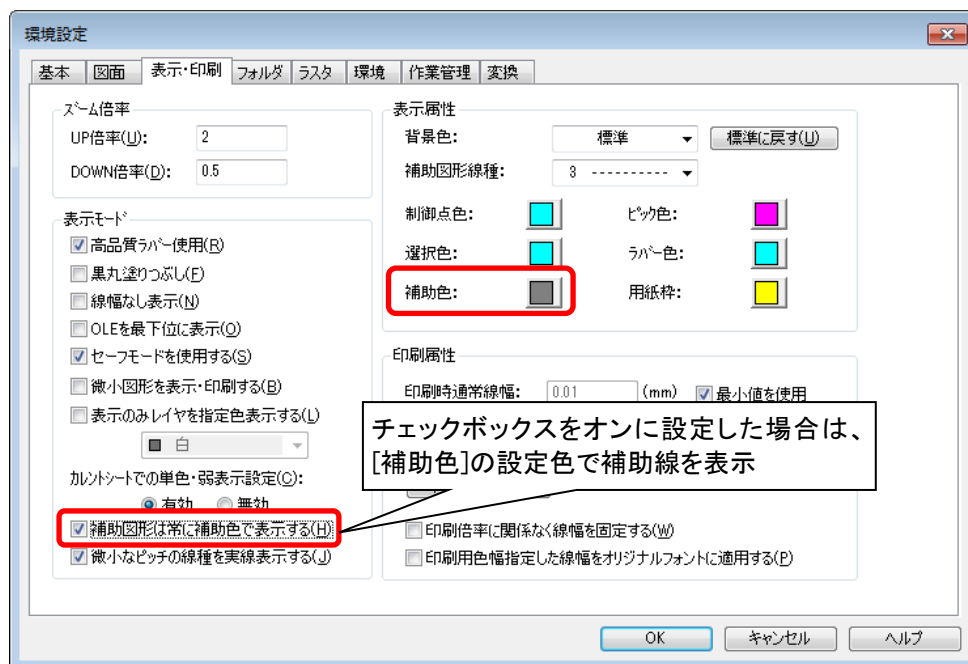 環境設定
基本 図面 表示・印刷 フォルダ ラスタ 環境 作業管理 変換
ズーム倍率
UP倍率(U): 2
DOWN倍率(D): 0.5
表示モード
高品質ラバー使用(R)
黒丸塗りつぶし(F)
線幅なし表示(N)
OLEを最下位に表示(O)
セーフモードを使用する(S)
微小図形を表示・印刷する(B)
表示のみレイヤを指定色表示する(L)
白
カレントシートでの単色・弱表示設定(C):
有効 無効
補助図形は常に補助色で表示する(H)
微小なピッチの線種を実線表示する(J)
表示属性
背景色: 標準 標準に戻す(U)
補助図形線種: 3 ----------
制御点色: ピック色:
選択色: ラバー色:
補助色: 用紙枠:
印刷属性
印刷時通常線幅: 0.01 (mm) 最小値を使用
チェックボックスをオンに設定した場合は、
[補助色]の設定色で補助線を表示
印刷倍率に関係なく線幅を固定する(W)
印刷用色幅指定した線幅をオリジナルフォントに適用する(P)
OK キャンセル ヘルプ